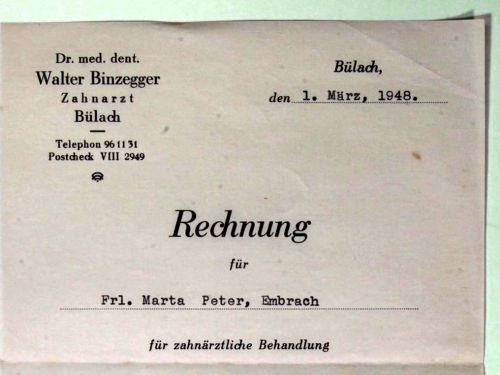 Dr. med. dent.
Walter Binzegger
Zahnarzt
Bülach
Telephon 96 11 31
Postcheck VIII 2949
Bülach,
den 1. März, 1948.
Rechnung
für
Frl. Marta Peter, Embrach
für zahnärztliche Behandlung